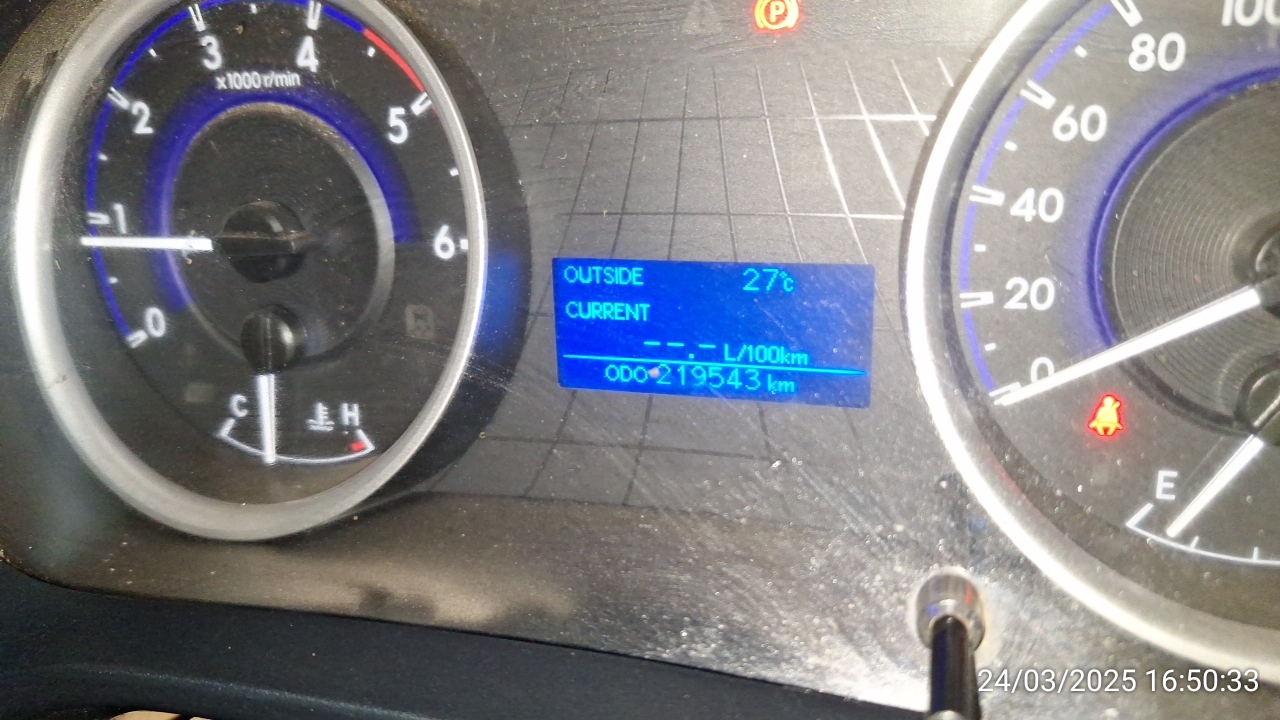 3 4
x1000 r/min
2
5
1
6
0
C H
P
OUTSIDE 27°C
CURRENT
--.- L/100km
ODO 219543 km
100
80
60
40
20
0
E
24/03/2025 16:50:33